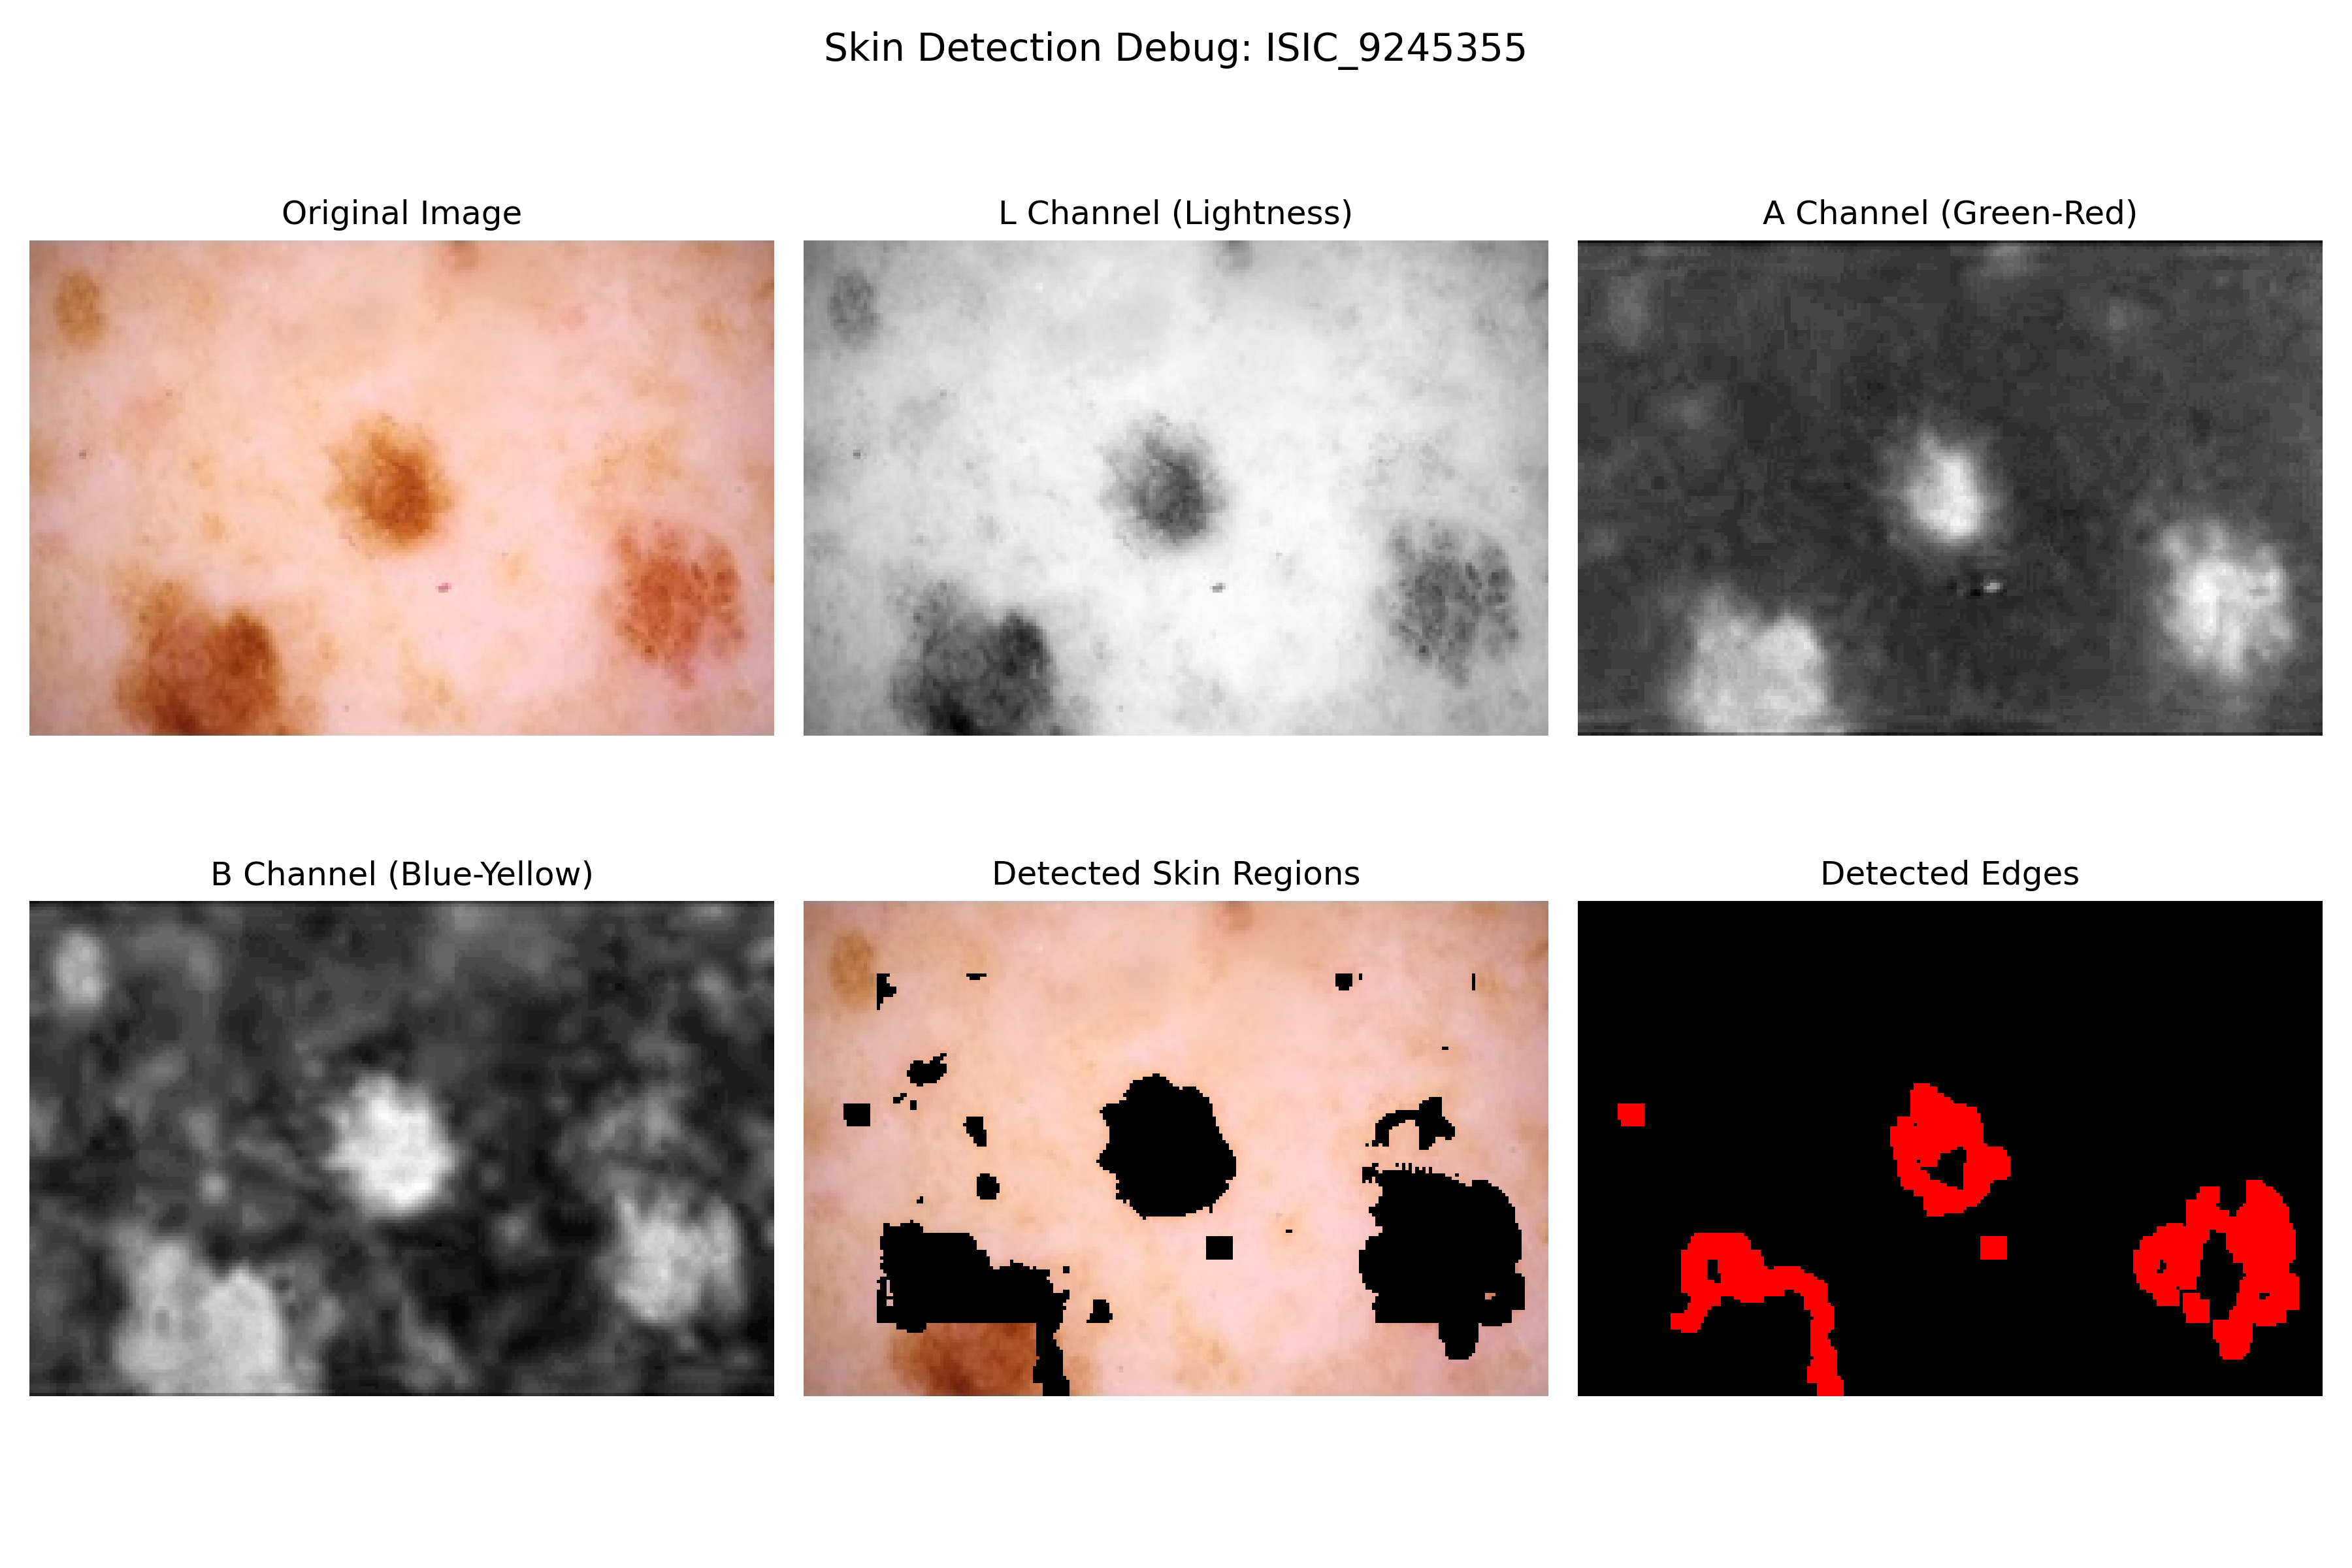 Skin Detection Debug: ISIC_9245355
Original Image
L Channel (Lightness)
A Channel (Green-Red)
B Channel (Blue-Yellow)
Detected Skin Regions
Detected Edges